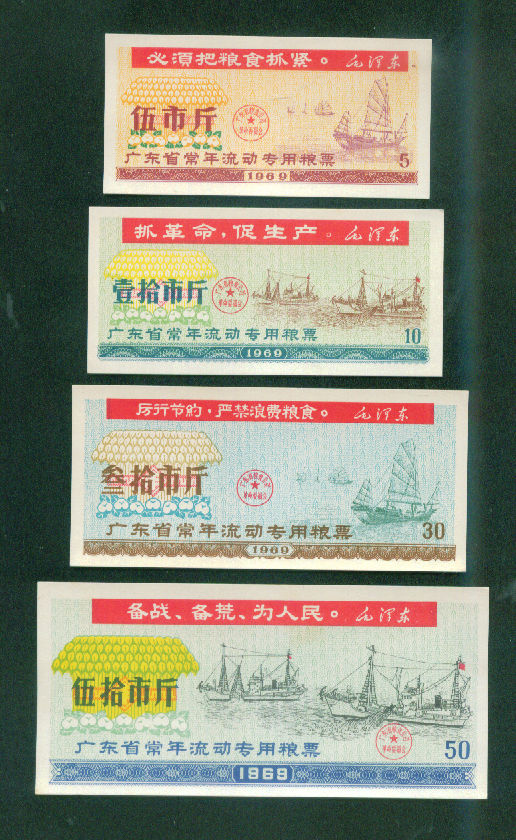 必须把粮食抓紧。 毛泽东
伍市斤
广东省常年流动专用粮票 5
1969
抓革命，促生产。 毛泽东
壹拾市斤
广东省常年流动专用粮票 10
1969
厉行节约·严禁浪费粮食。 毛泽东
叁拾市斤
广东省常年流动专用粮票 30
1969
备战、备荒、为人民。 毛泽东
伍拾市斤
广东省常年流动专用粮票 50
1969